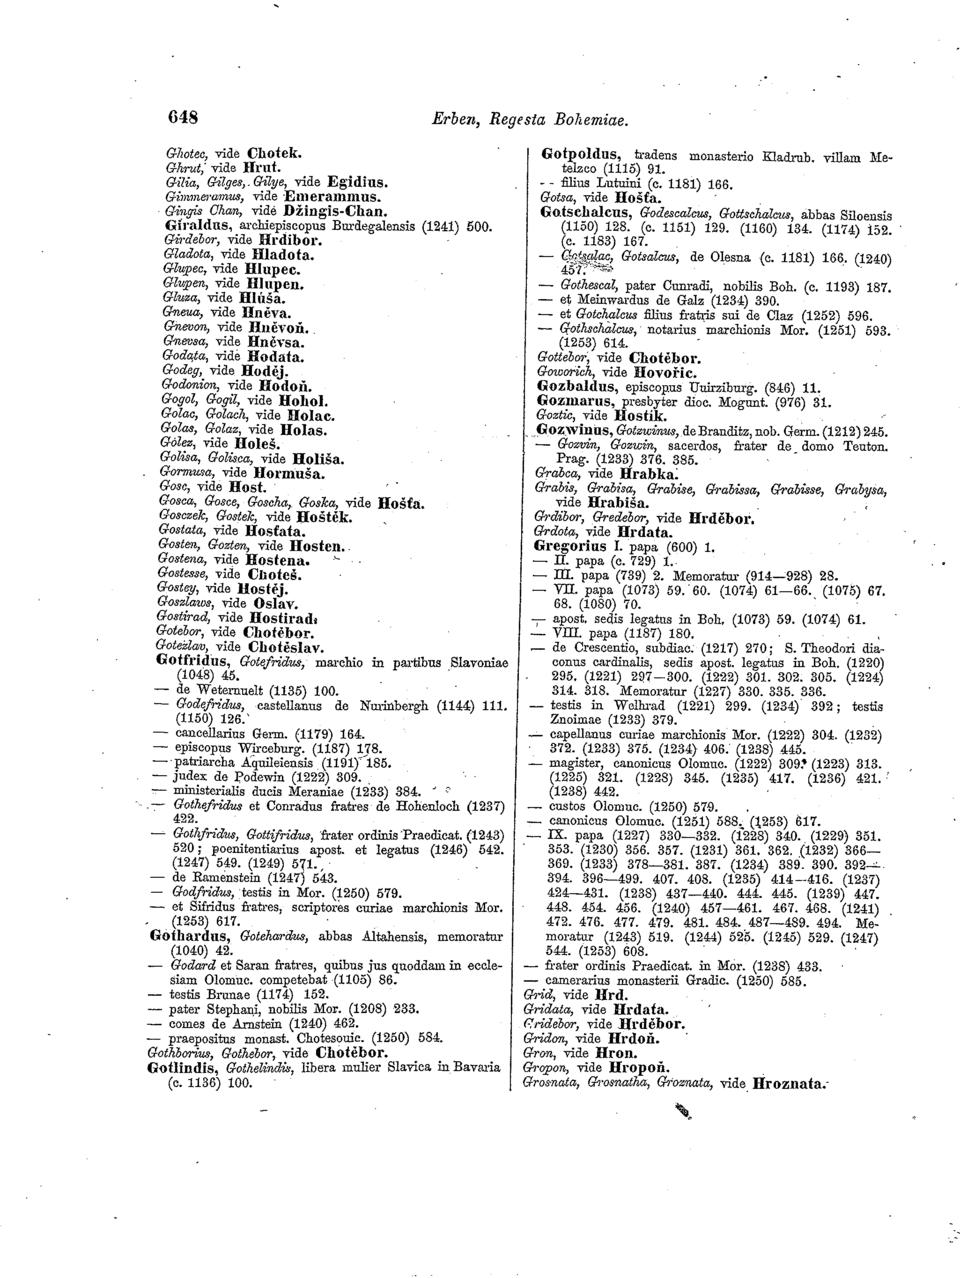 648
Erben, Regesta Bohemiae.
Ghotec, vide Chotek.
Ghrut, vide Hrut.
Gilia, Gilges, Gilye, vide Egidius.
Gimmeramus, vide Emerammus.
Gingis Chan, vide Džingis-Chan.
Giraldus, archiepiscopus Burdegalensis (1241) 500.
Girdebor, vide Hrdibor.
Gladota, vide Hladota.
Glupec, vide Hlupec.
Glupen, vide Hlupen.
Gluza, vide Hlúša.
Gneua, vide Hněva.
Gnevon, vide Hněvoň.
Gnevsa, vide Hněvsa.
Godata, vide Hodata.
Godeg, vide Hoděj.
Godonion, vide Hodoň.
Gogol, Gogil, vide Hohol.
Golac, Golach, vide Holac.
Golas, Golaz, vide Holas.
Gólez, vide Holeš.
Golisa, Golisca, vide Holiša.
Gormusa, vide Hormuša.
Gosc, vide Host.
Gosca, Gosce, Goscha, Goska, vide Hošťa.
Gosczek, Gostek, vide Hoštěk.
Gostata, vide Hosťata.
Gosten, Gozten, vide Hosten.
Gostena, vide Hostena.
Gostesse, vide Choteš.
Gostey, vide Hostěj.
Goszlaws, vide Oslav.
Gostirad, vide Hostirad.
Gotebor, vide Chotěbor.
Gotezlav, vide Chotěslav.
Gotfridus, Gotefridus, marchio in partibus Slavoniae
(1048) 45.
— de Weternuelt (1135) 100.
— Godefridus, castellanus de Nurinbergh (1144) 111.
(1150) 126.
— cancellarius Germ. (1179) 164.
— episcopus Wirceburg. (1187) 178.
— patriarcha Aquileiensis (1191) 185.
— judex de Podewin (1222) 309.
— ministerialis ducis Meraniae (1233) 384.
— Gothefridus et Conradus fratres de Hohenloch (1237)
422.
— Gothfridus, Gottifridus, frater ordinis Praedicat. (1243)
520; poenitentiarius apost. et legatus (1246) 542.
(1247) 549. (1249) 571.
— de Ramenstein (1247) 543.
— Godfridus, testis in Mor. (1250) 579.
— et Sifridus fratres, scriptores curiae marchionis Mor.
(1253) 617.
Gothardus, Gotehardus, abbas Altahensis, memoratur
(1040) 42.
— Godard et Saran fratres, quibus jus quoddam in eccle-
siam Olomuc. competebat (1105) 86.
— testis Brunae (1174) 152.
— pater Stephani, nobilis Mor. (1208) 233.
— comes de Arnstein (1240) 462.
— praepositus monast. Chotesouic. (1250) 584.
Gothborius, Gothebor, vide Chotěbor.
Gotlindis, Gothelindis, libera mulier Slavica in Bavaria
(c. 1136) 100.
Gotpoldus, tradens monasterio Kladrub. villam Me-
telzco (1115) 91.
-- filius Lutuini (c. 1181) 166.
Gotsa, vide Hošťa.
Gotschalcus, Godescalcus, Gottschalcus, abbas Siloensis
(1150) 128. (c. 1151) 129. (1160) 134. (1174) 152.
(c. 1183) 167.
— Gotsalac, Gotsalcus, de Olesna (c. 1181) 166. (1240)
457.
— Gothescal, pater Cunradi, nobilis Boh. (c. 1193) 187.
— et Meinwardus de Galz (1234) 390.
— et Gotchalcus filius fratris sui de Claz (1252) 596.
— Gothschalcus, notarius marchionis Mor. (1251) 593.
(1253) 614.
Gottebor, vide Chotěbor.
Goworich, vide Hovořic.
Gozbaldus, episcopus Uuirziburg. (846) 11.
Gozmarus, presbyter dioc. Mogunt. (976) 31.
Goztic, vide Hostik.
Gozwinus, Gotzwinus, de Branditz, nob. Germ. (1212) 245.
— Gozvin, Gozwin, sacerdos, frater de domo Teuton.
Prag. (1233) 376. 385.
Grabca, vide Hrabka.
Grabis, Grabisa, Grabise, Grabissa, Grabisse, Grabysa,
vide Hrabiša.
Grdibor, Gredebor, vide Hrděbor.
Grdota, vide Hrdata.
Gregorius I. papa (600) 1.
— II. papa (c. 729) 1.
— III. papa (739) 2. Memoratur (914—928) 28.
— VII. papa (1073) 59. 60. (1074) 61—66. (1075) 67.
68. (1080) 70.
— apost. sedis legatus in Boh. (1073) 59. (1074) 61.
— VIII. papa (1187) 180.
— de Crescentio, subdiac. (1217) 270; S. Theodori dia-
conus cardinalis, sedis apost. legatus in Boh. (1220)
295. (1221) 297—300. (1222) 301. 302. 305. (1224)
314. 318. Memoratur (1227) 330. 335. 336.
— testis in Welhrad (1221) 299. (1234) 392; testis
Znoimae (1233) 379.
— capellanus curiae marchionis Mor. (1222) 304. (1232)
372. (1233) 375. (1234) 406. (1238) 445.
— magister, canonicus Olomuc. (1222) 309. (1223) 313.
(1225) 321. (1228) 345. (1235) 417. (1236) 421.
(1238) 442.
— custos Olomuc. (1250) 579.
— canonicus Olomuc. (1251) 588. (1253) 617.
— IX. papa (1227) 330—332. (1228) 340. (1229) 351.
353. (1230) 356. 357. (1231) 361. 362. (1232) 366—
369. (1233) 378—381. 387. (1234) 389. 390. 392—
394. 396—499. 407. 408. (1235) 414—416. (1237)
424—431. (1238) 437—440. 444. 445. (1239) 447.
448. 454. 456. (1240) 457—461. 467. 468. (1241)
472. 476. 477. 479. 481. 484. 487—489. 494. Me-
moratur (1243) 519. (1244) 525. (1245) 529. (1247)
544. (1253) 608.
— frater ordinis Praedicat. in Mor. (1238) 433.
— camerarius monasterii Gradic. (1250) 585.
Grid, vide Hrd.
Gridata, vide Hrdata.
Gridebor, vide Hrděbor.
Gridon, vide Hrdoň.
Gron, vide Hron.
Gropon, vide Hropoň.
Grosnata, Grosnatha, Groznata, vide Hroznata.